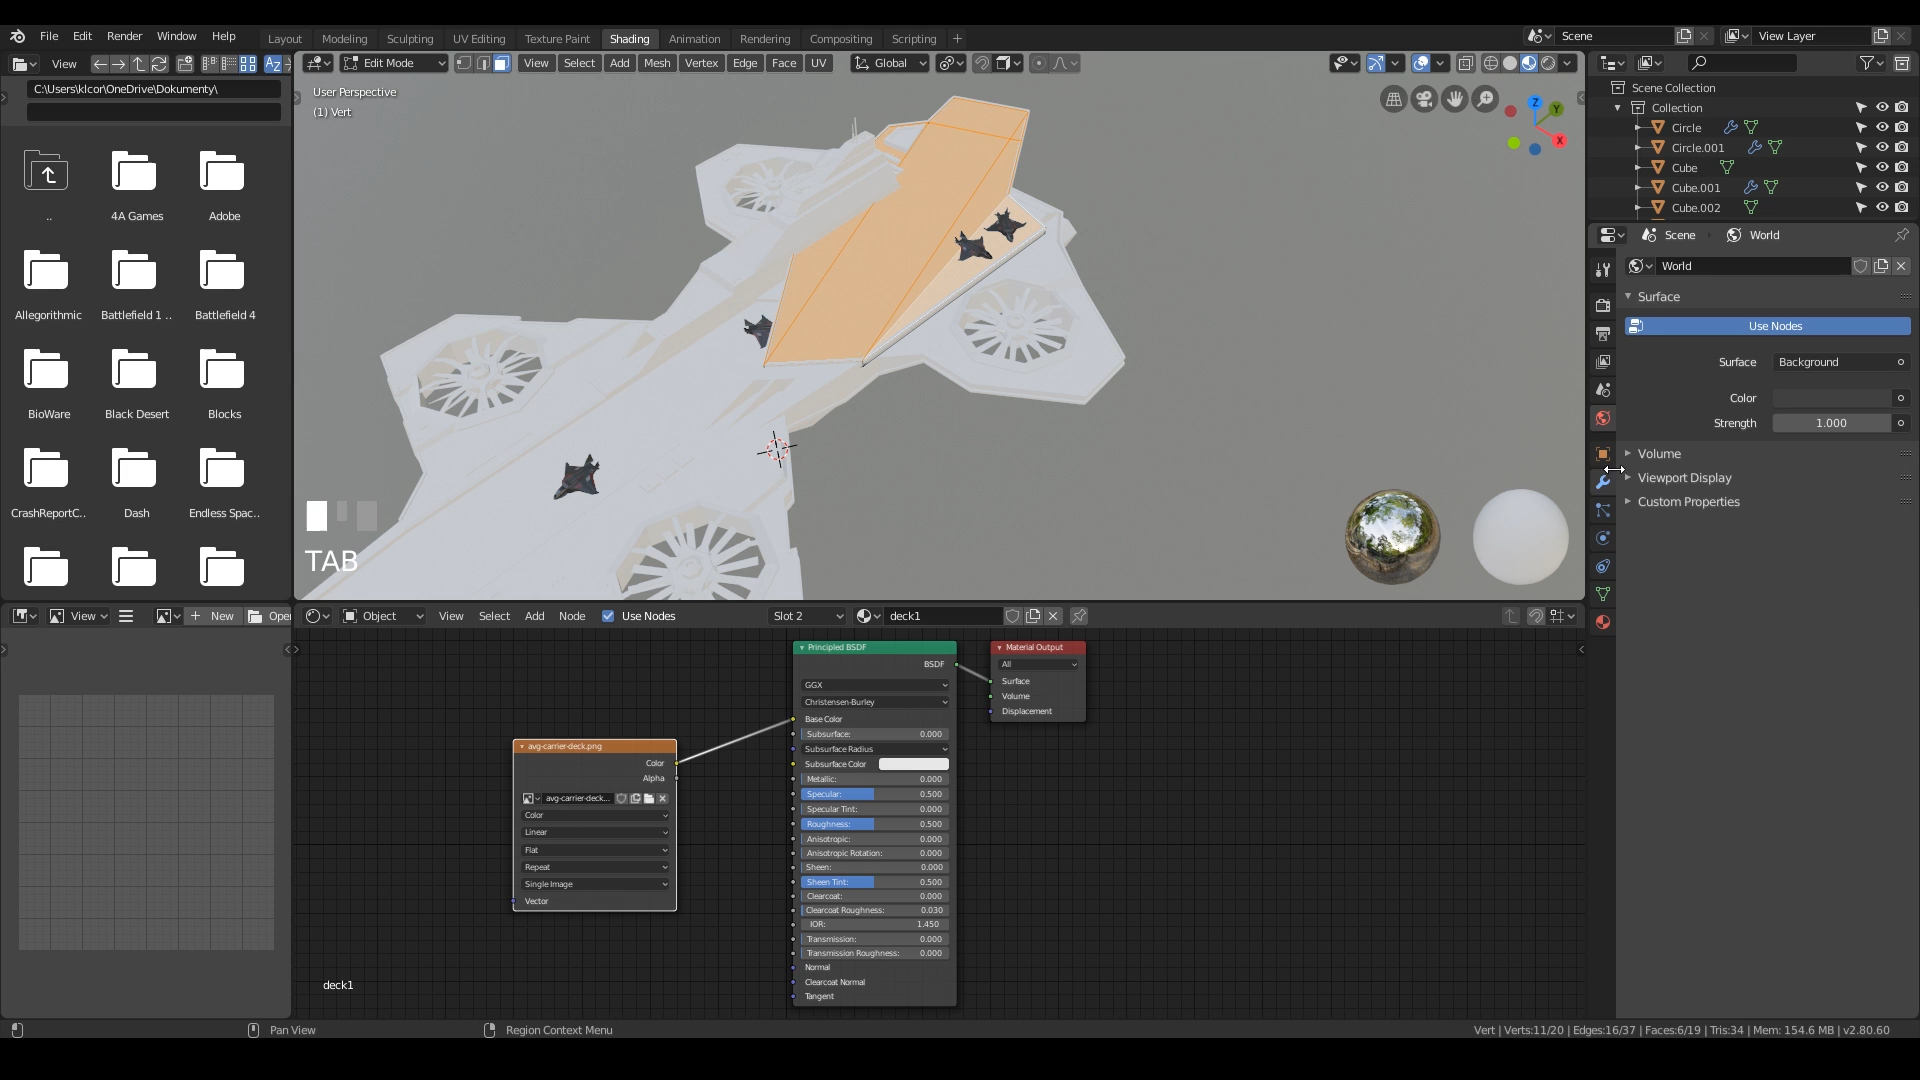 File Edit Render Window Help
Layout Modeling Sculpting UV Editing Texture Paint Shading Animation Rendering Compositing Scripting +
Scene
View Layer
View
C:\Users\klcor\OneDrive\Dokumenty\
..
4A Games
Adobe
Allegorithmic
Battlefield 1 ..
Battlefield 4
BioWare
Black Desert
Blocks
CrashReportC..
Dash
Endless Spac..
Edit Mode
View Select Add Mesh Vertex Edge Face UV
Global
User Perspective
(1) Vert
Z
Y
X
TAB
Scene Collection
Collection
Circle
Circle.001
Cube
Cube.001
Cube.002
Scene
World
World
Surface
Use Nodes
Surface Background
Color
Strength 1.000
Volume
Viewport Display
Custom Properties
View
New
Oper
Object
View Select Add Node
Use Nodes
Slot 2
deck1
avg-carrier-deck.png
Color
Alpha
avg-carrier-deck...
Color
Linear
Flat
Repeat
Single Image
Vector
Principled BSDF
BSDF
GGX
Christensen-Burley
Base Color
Subsurface: 0.000
Subsurface Radius
Subsurface Color
Metallic: 0.000
Specular: 0.500
Specular Tint: 0.000
Roughness: 0.500
Anisotropic: 0.000
Anisotropic Rotation: 0.000
Sheen: 0.000
Sheen Tint: 0.500
Clearcoat: 0.000
Clearcoat Roughness: 0.030
IOR: 1.450
Transmission: 0.000
Transmission Roughness: 0.000
Normal
Clearcoat Normal
Tangent
Material Output
All
Surface
Volume
Displacement
deck1
Pan View
Region Context Menu
Vert | Verts:11/20 | Edges:16/37 | Faces:6/19 | Tris:34 | Mem: 154.6 MB | v2.80.60